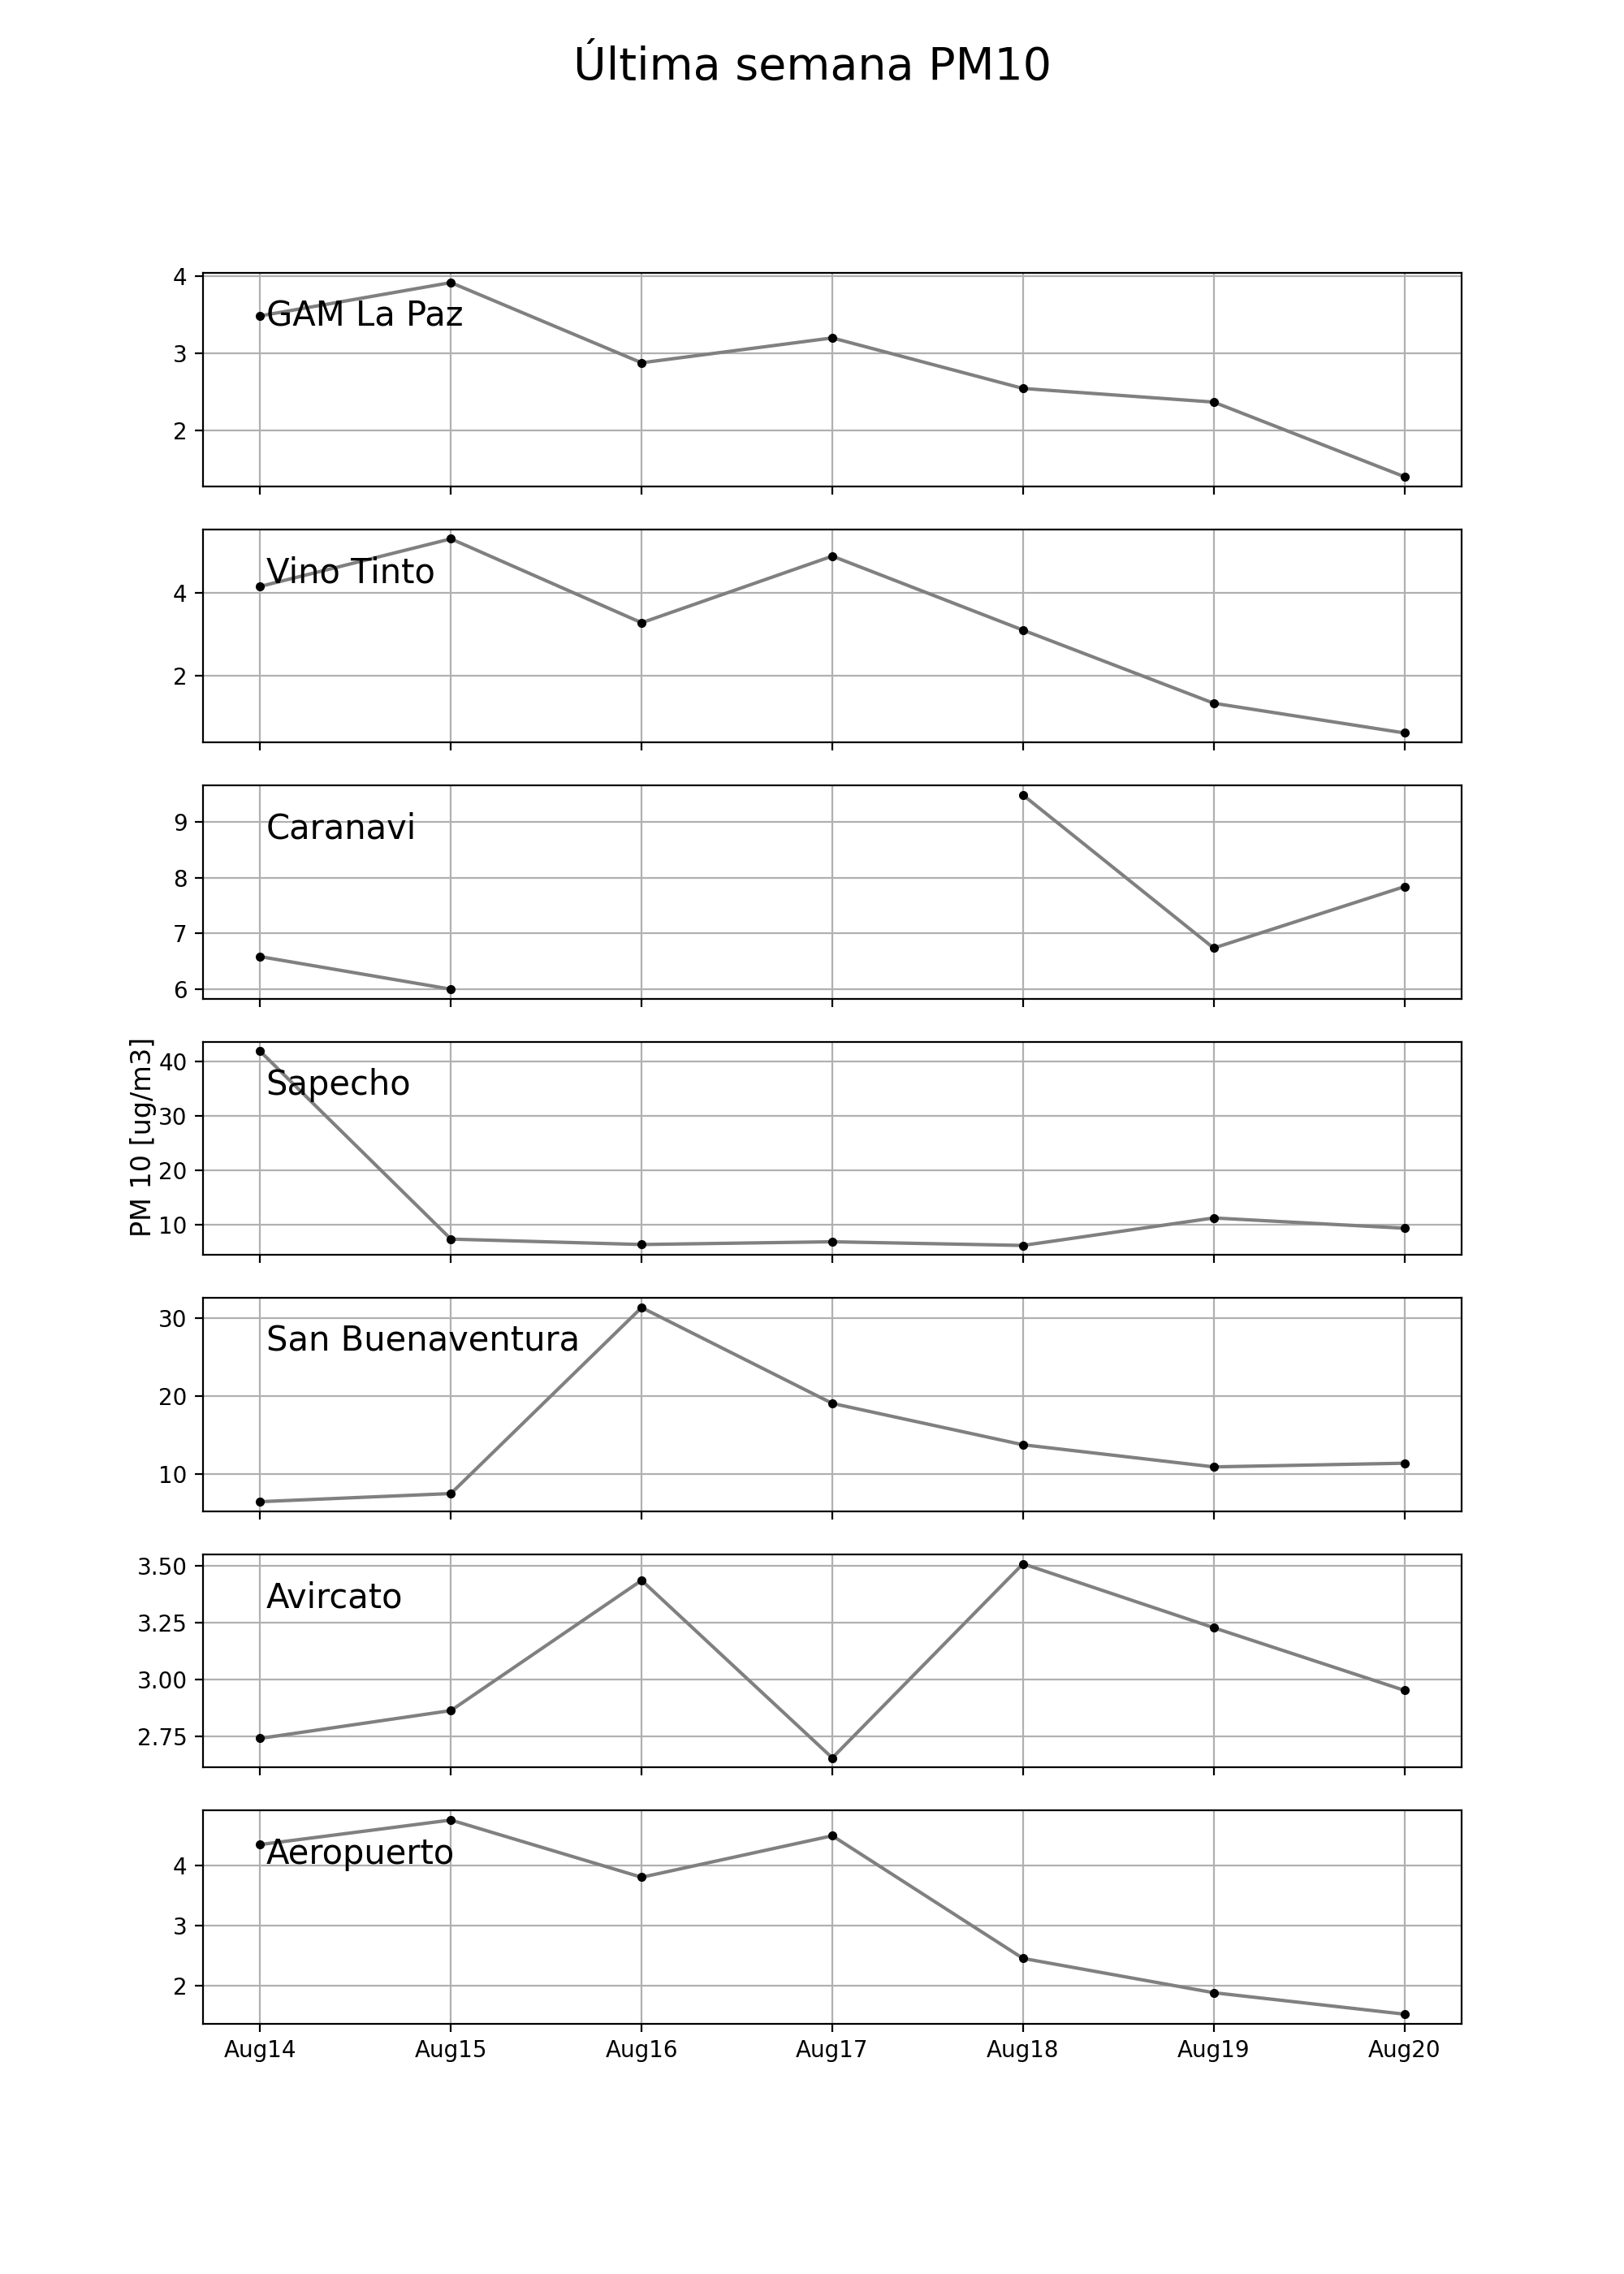 Última semana PM10
4
GAM La Paz
3
2
Vino Tinto
4
2
9
Caranavi
8
7
6
PM 10 [ug/m3]
40
Sapecho
30
20
10
30
San Buenaventura
20
10
3.50
Avircato
3.25
3.00
2.75
Aeropuerto
4
3
2
Aug14 Aug15 Aug16 Aug17 Aug18 Aug19 Aug20